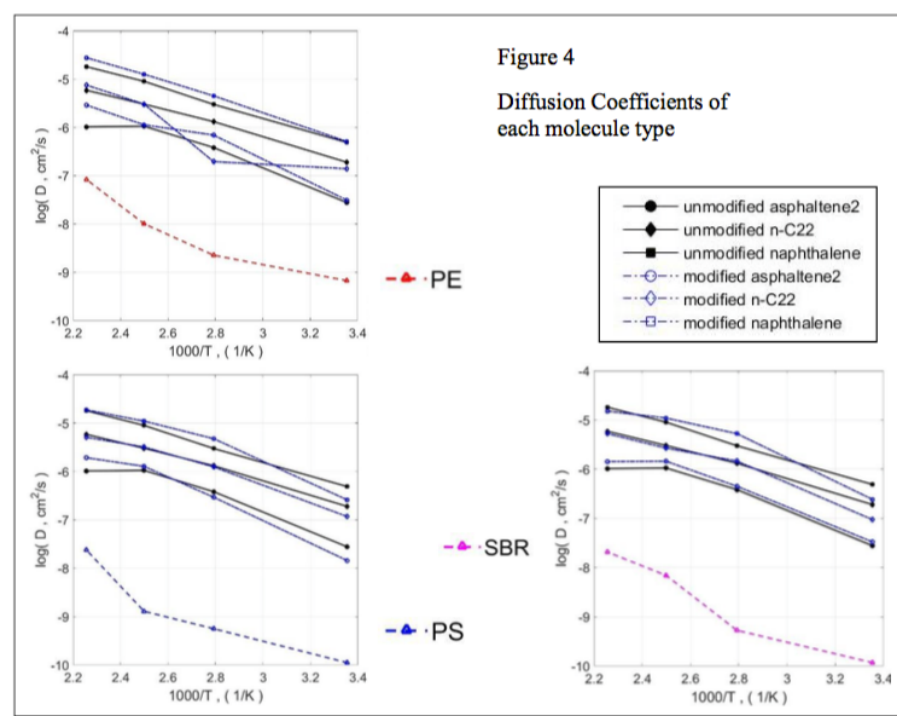 Figure 4
Diffusion Coefficients of
each molecule type
-4
-5
-6
-7
-8
-9
-10
log( D , cm²/s )
2.2 2.4 2.6 2.8 3 3.2 3.4
1000/T , ( 1/K )
PE
unmodified asphaltene2
unmodified n-C22
unmodified naphthalene
modified asphaltene2
modified n-C22
modified naphthalene
-4
-5
-6
-7
-8
-9
-10
log( D , cm²/s )
2.2 2.4 2.6 2.8 3 3.2 3.4
1000/T , ( 1/K )
SBR
PS
-4
-5
-6
-7
-8
-9
-10
log( D , cm²/s )
2.2 2.4 2.6 2.8 3 3.2 3.4
1000/T , ( 1/K )